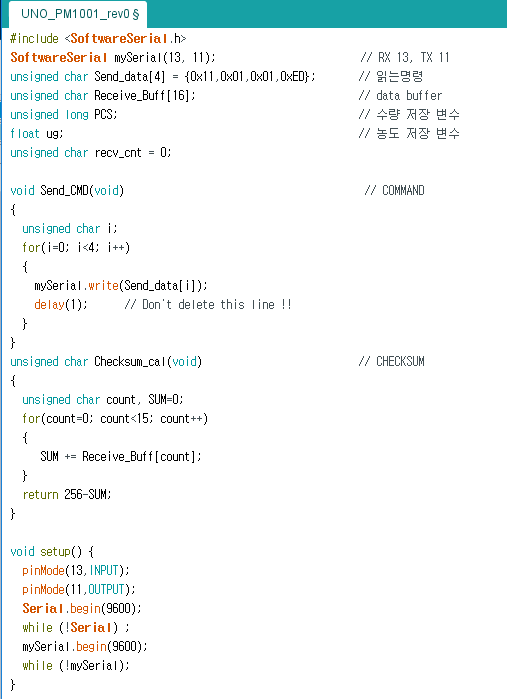 UNO_PM1001_rev0 §
#include <SoftwareSerial.h>
SoftwareSerial mySerial(13, 11); // RX 13, TX 11
unsigned char Send_data[4] = {0x11,0x01,0x01,0xED}; // 읽는명령
unsigned char Receive_Buff[16]; // data buffer
unsigned long PCS; // 수량 저장 변수
float ug; // 농도 저장 변수
unsigned char recv_cnt = 0;
void Send_CMD(void) // COMMAND
{
unsigned char i;
for(i=0; i<4; i++)
{
mySerial.write(Send_data[i]);
delay(1); // Don't delete this line !!
}
}
unsigned char Checksum_cal(void) // CHECKSUM
{
unsigned char count, SUM=0;
for(count=0; count<15; count++)
{
SUM += Receive_Buff[count];
}
return 256-SUM;
}
void setup() {
pinMode(13,INPUT);
pinMode(11,OUTPUT);
Serial.begin(9600);
while (!Serial) ;
mySerial.begin(9600);
while (!mySerial);
}